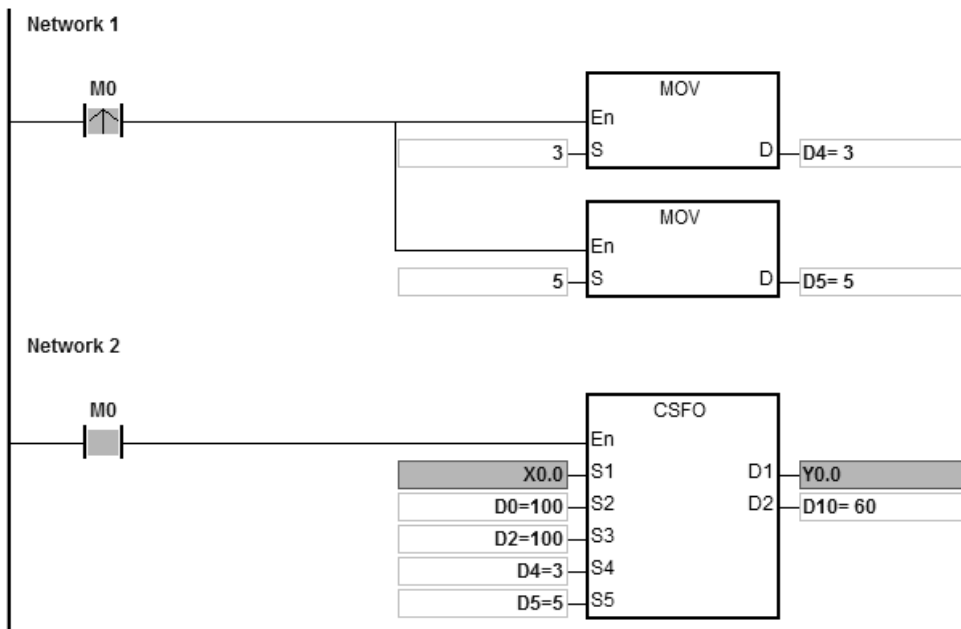 Network 1
M0
MOV
En
3 S D D4= 3
MOV
En
5 S D D5= 5
Network 2
M0
CSFO
En
X0.0 S1 D1 Y0.0
D0=100 S2 D2 D10= 60
D2=100 S3
D4=3 S4
D5=5 S5